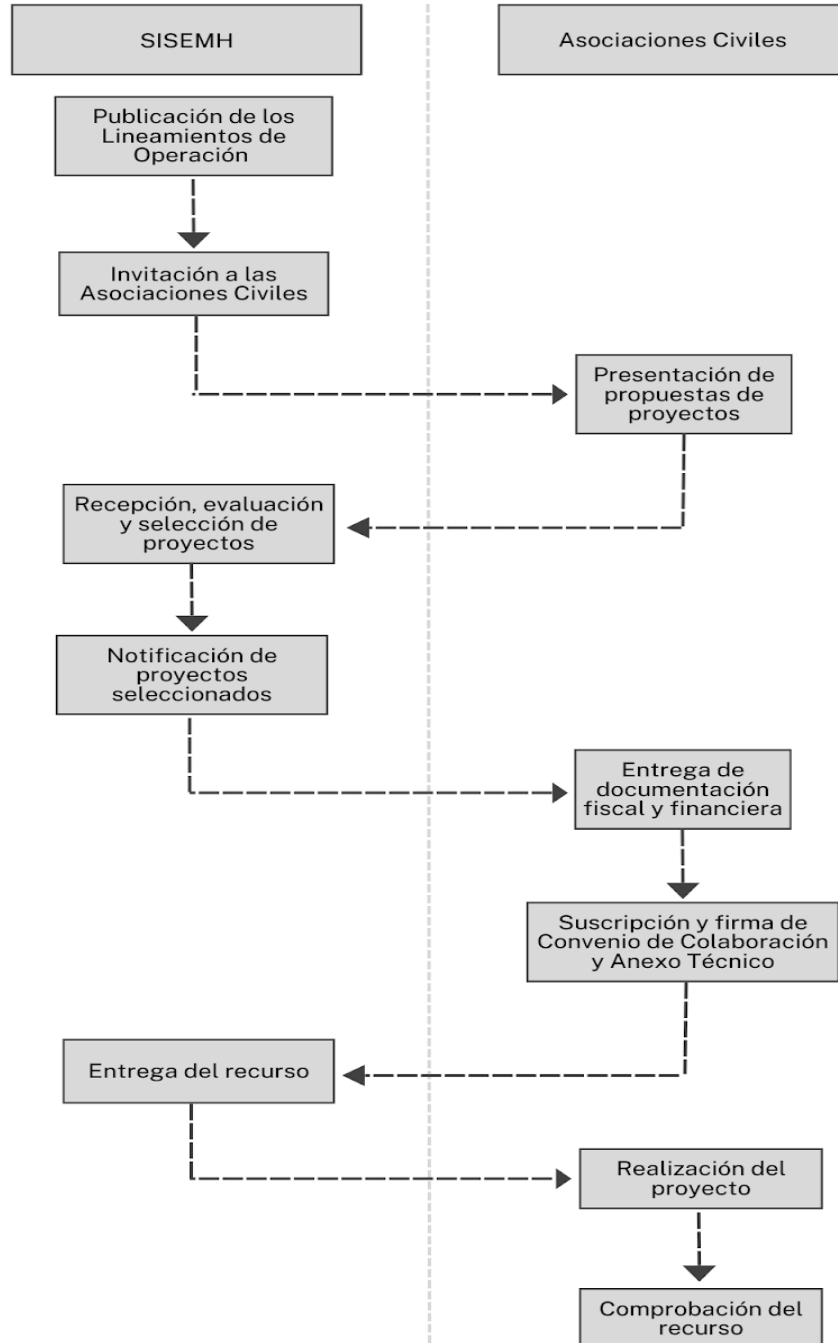 SISEMH
Asociaciones Civiles
Publicación de los
Lineamientos de
Operación
Invitación a las
Asociaciones Civiles
Presentación de
propuestas de
proyectos
Recepción, evaluación
y selección de
proyectos
Notificación de
proyectos
seleccionados
Entrega de
documentación
fiscal y financiera
Suscripción y firma de
Convenio de Colaboración
y Anexo Técnico
Entrega del recurso
Realización del
proyecto
Comprobación del
recurso